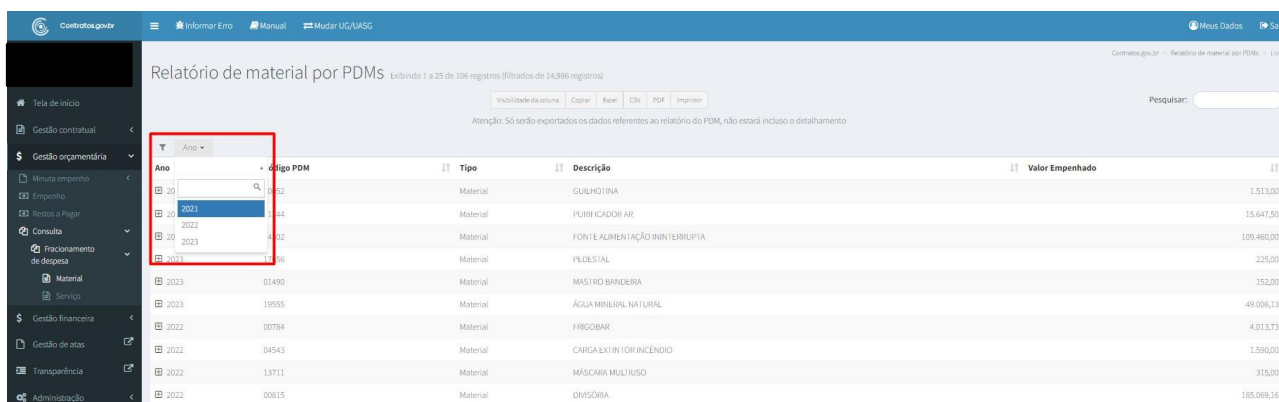 Contratos.gov.br
Informar Erro Manual Mudar UG/UASG Meus Dados
Contratos.gov.br Relatório de material por PDMs
Relatório de material por PDMs Exibindo 1 a 25 de 106 registros (filtrados de 14,986 registros)
Visibilidade da coluna Copiar Excel CSV PDF Imprimir
Pesquisar:
Atenção: Só serão exportados os dados referentes ao relatório do PDM, não estará incluso o detalhamento
Tela de início
Gestão contratual
Gestão orçamentária
Minuta empenho
Empenho
Restos a Pagar
Consulta
Fracionamento
de despesa
Material
Serviço
Gestão financeira
Gestão de atas
Transparência
Administração
Ano
Ano ódigo PDM Tipo Descrição Valor Empenhado
2021
2022
2023
20 Material GUILHOTINA 1.513,00
20 Material PURIFICADOR AR 15.647,50
20 Material FONTE ALIMENTAÇÃO ININTERRUPTA 109.460,00
2023 Material PEDESTAL 225,00
2023 01490 Material MASTRO BANDEIRA 152,00
2023 19555 Material ÁGUA MINERAL NATURAL 49.006,13
2022 00784 Material FRIGOBAR 4.013,73
2022 04543 Material CARGA EXTINTOR INCÊNDIO 1.590,00
2022 13711 Material MÁSCARA MULTIUSO 315,00
2022 00815 Material DIVISÓRIA 185.069,16